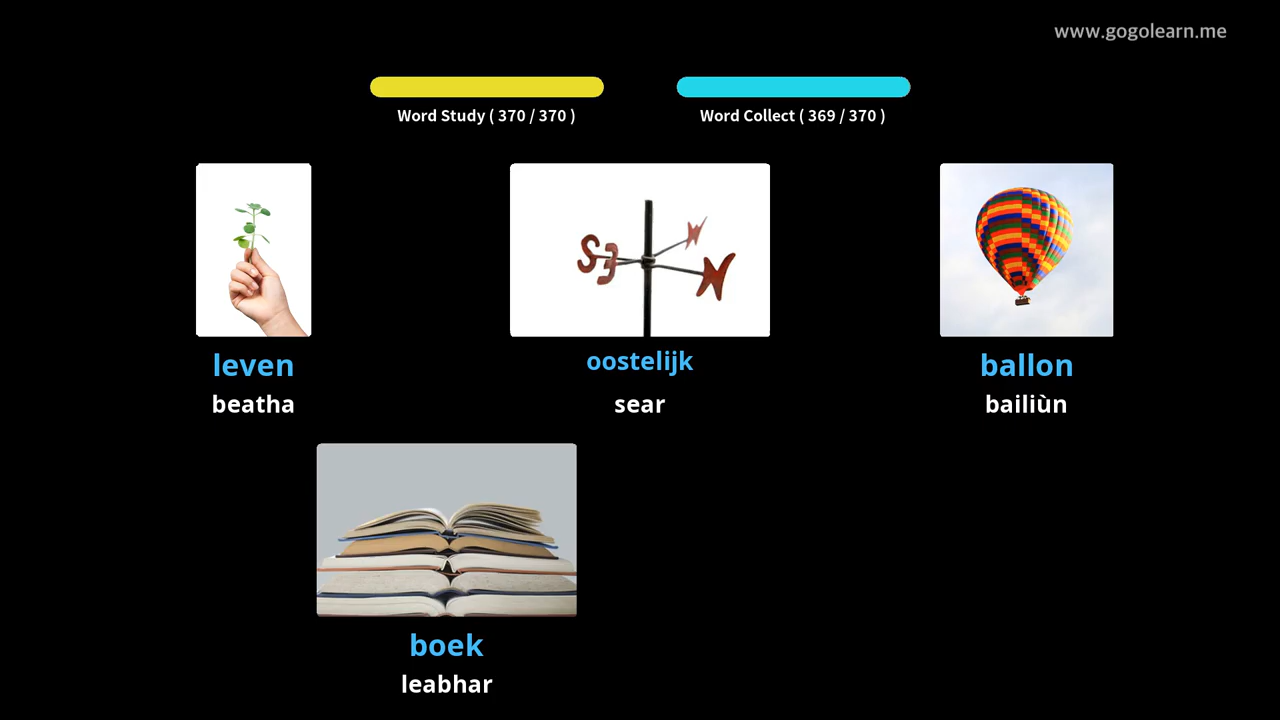 www.gogolearn.me
Word Study ( 370 / 370 )
Word Collect ( 369 / 370 )
S
E
N
leven
oostelijk
ballon
beatha
sear
bailiùn
boek
leabhar